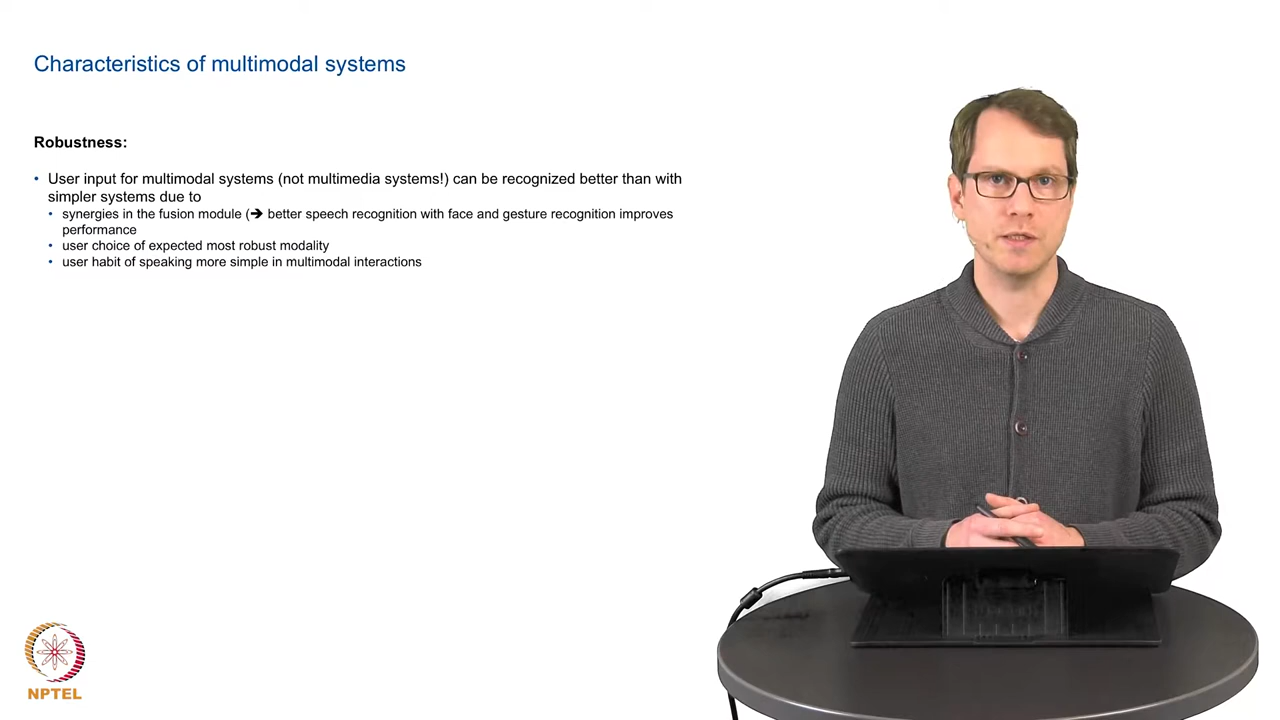 Characteristics of multimodal systems
Robustness:
• User input for multimodal systems (not multimedia systems!) can be recognized better than with
simpler systems due to
• synergies in the fusion module (➔ better speech recognition with face and gesture recognition improves
performance
• user choice of expected most robust modality
• user habit of speaking more simple in multimodal interactions
NPTEL